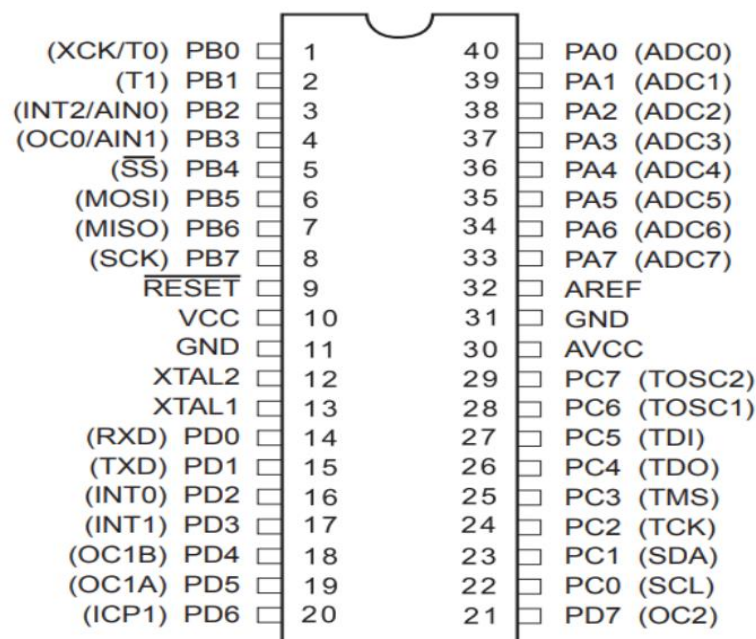 (XCK/T0) PB0 1 40 PA0 (ADC0)
(T1) PB1 2 39 PA1 (ADC1)
(INT2/AIN0) PB2 3 38 PA2 (ADC2)
(OC0/AIN1) PB3 4 37 PA3 (ADC3)
(S̅S̅) PB4 5 36 PA4 (ADC4)
(MOSI) PB5 6 35 PA5 (ADC5)
(MISO) PB6 7 34 PA6 (ADC6)
(SCK) PB7 8 33 PA7 (ADC7)
R̅E̅S̅E̅T̅ 9 32 AREF
VCC 10 31 GND
GND 11 30 AVCC
XTAL2 12 29 PC7 (TOSC2)
XTAL1 13 28 PC6 (TOSC1)
(RXD) PD0 14 27 PC5 (TDI)
(TXD) PD1 15 26 PC4 (TDO)
(INT0) PD2 16 25 PC3 (TMS)
(INT1) PD3 17 24 PC2 (TCK)
(OC1B) PD4 18 23 PC1 (SDA)
(OC1A) PD5 19 22 PC0 (SCL)
(ICP1) PD6 20 21 PD7 (OC2)